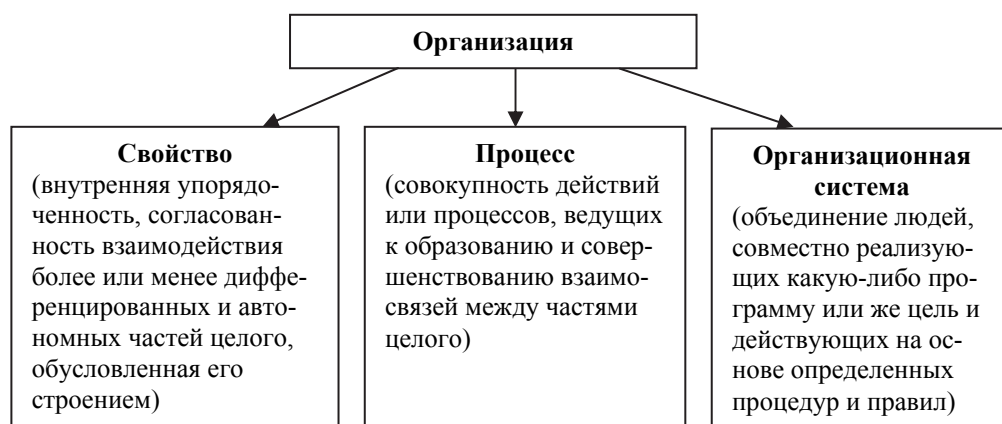 Организация
Свойство
(внутренняя упорядо-
ченность, согласован-
ность взаимодействия
более или менее диффе-
ренцированных и авто-
номных частей целого,
обусловленная его
строением)
Процесс
(совокупность действий
или процессов, ведущих
к образованию и совер-
шенствованию взаимо-
связей между частями
целого)
Организационная
система
(объединение людей,
совместно реализую-
щих какую-либо про-
грамму или же цель и
действующих на ос-
нове определенных
процедур и правил)